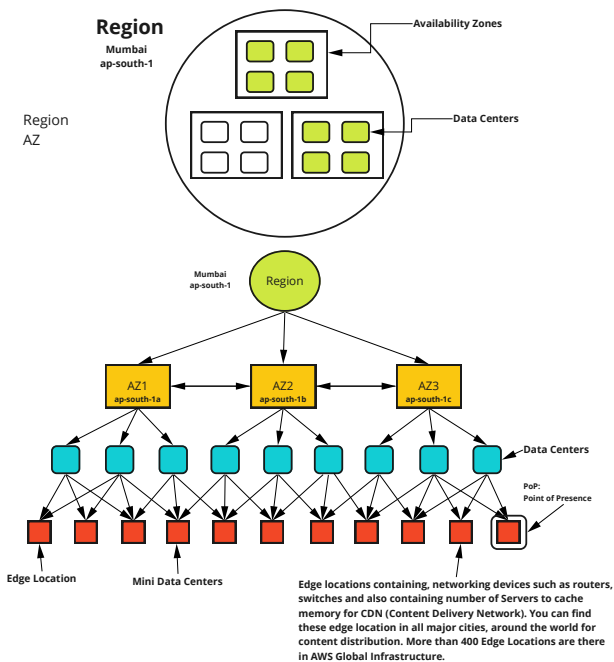 Region
Mumbai
ap-south-1
Availability Zones
Region
AZ
Data Centers
Mumbai
ap-south-1
Region
AZ1
ap-south-1a
AZ2
ap-south-1b
AZ3
ap-south-1c
Data Centers
PoP:
Point of Presence
Edge Location
Mini Data Centers
Edge locations containing, networking devices such as routers,
switches and also containing number of Servers to cache
memory for CDN (Content Delivery Network). You can find
these edge location in all major cities, around the world for
content distribution. More than 400 Edge Locations are there
in AWS Global Infrastructure.